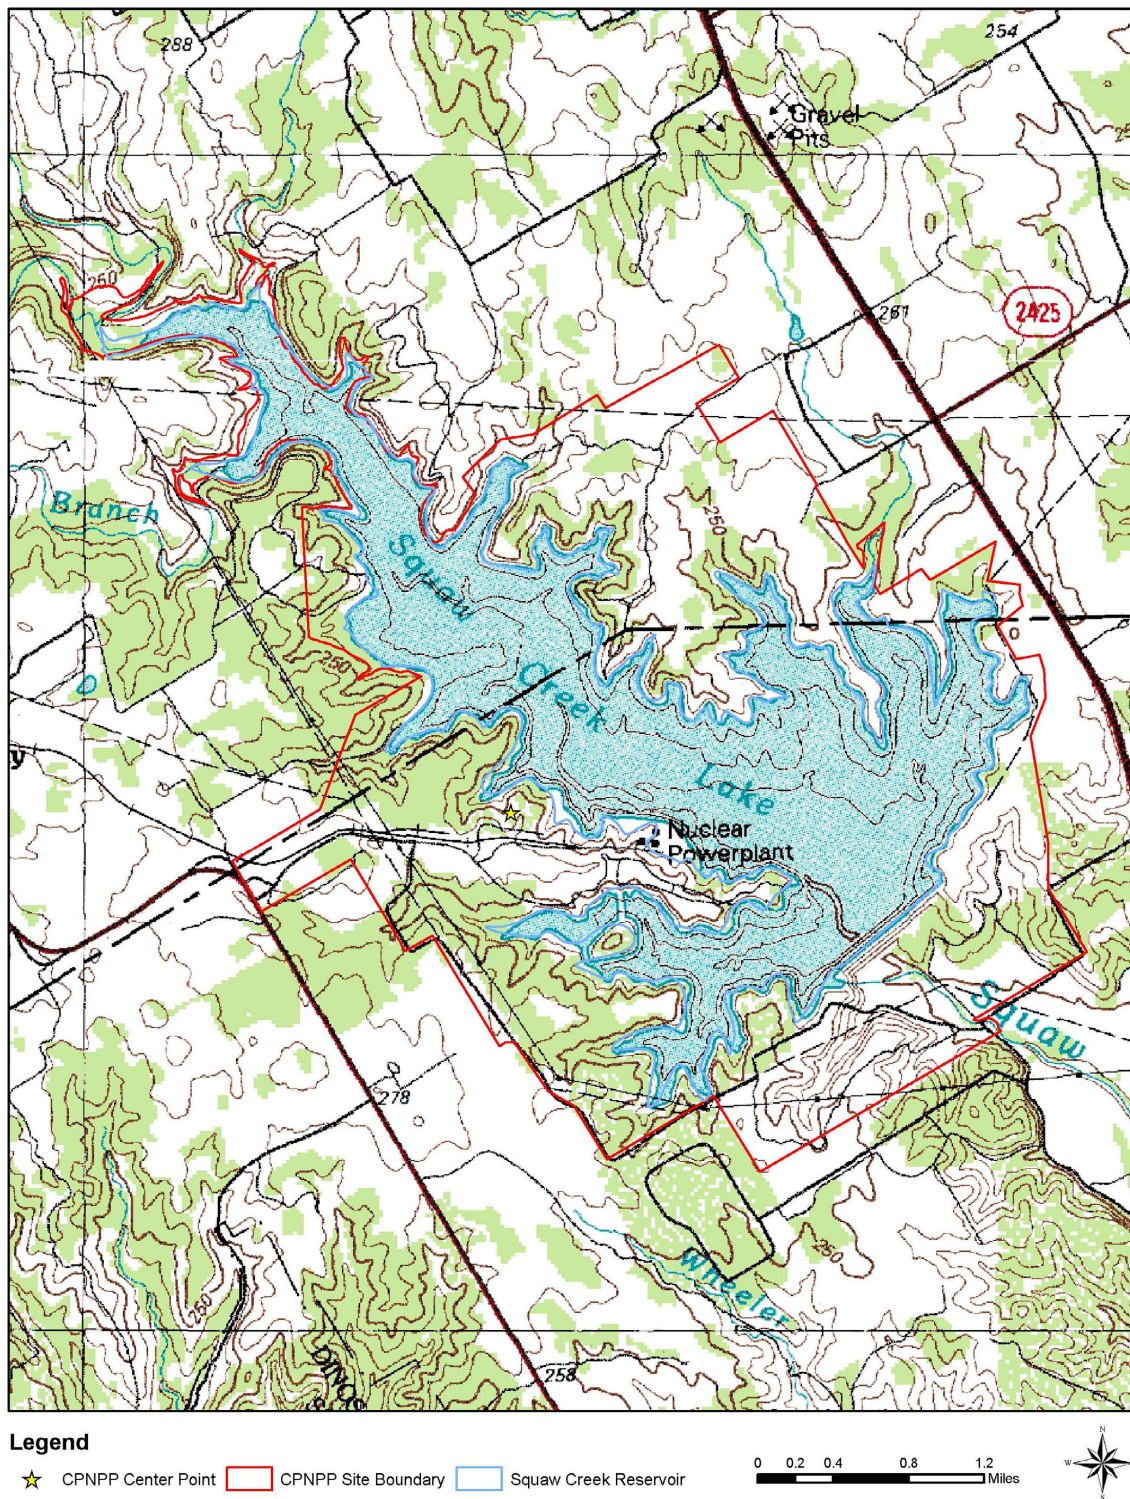 288
254
Gravel
Pits
250
261
2425
Branch
250
Squaw
250
Creek
Lake
y
Nuclear
Powerplant
Squaw
278
250
Wheeler
250
DINOS
258
Legend
CPNPP Center Point
CPNPP Site Boundary
Squaw Creek Reservoir
0 0.2 0.4 0.8 1.2
Miles
N
W
E